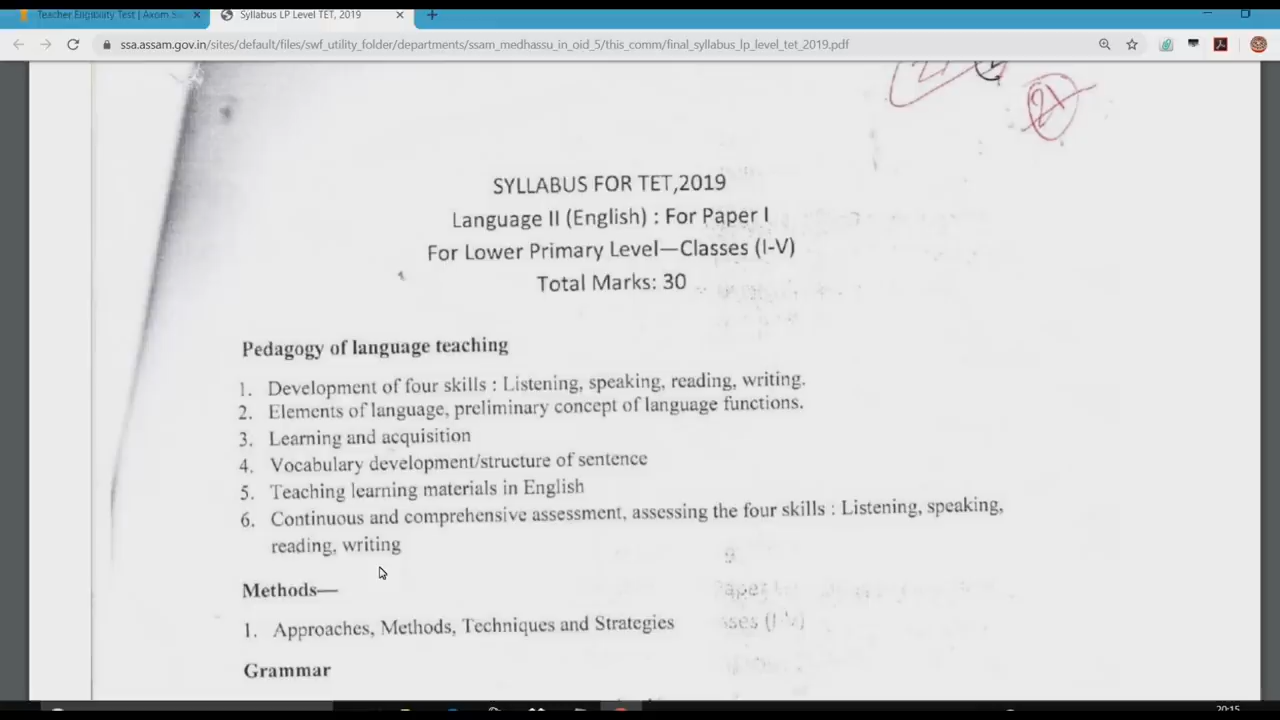 Teacher Eligibility Test | Axom
Syllabus LP Level TET, 2019
ssa.assam.gov.in/sites/default/files/swf_utility_folder/departments/ssam_medhassu_in_oid_5/this_comm/final_syllabus_lp_level_tet_2019.pdf
SYLLABUS FOR TET,2019
Language II (English) : For Paper I
For Lower Primary Level—Classes (I-V)
Total Marks: 30
Pedagogy of language teaching
1. Development of four skills : Listening, speaking, reading, writing.
2. Elements of language, preliminary concept of language functions.
3. Learning and acquisition
4. Vocabulary development/structure of sentence
5. Teaching learning materials in English
6. Continuous and comprehensive assessment, assessing the four skills : Listening, speaking,
reading, writing
Methods—
1. Approaches, Methods, Techniques and Strategies
Grammar
20:15